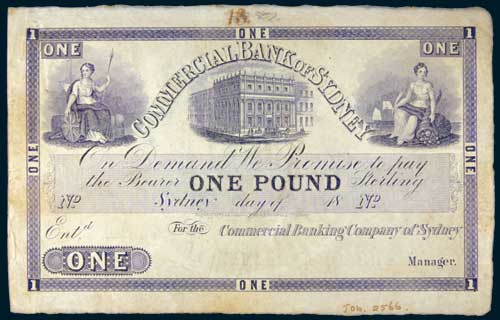 1 ONE 1
ONE ONE
COMMERCIAL BANK OF SYDNEY
On Demand We Promise to pay
the Bearer ONE POUND Sterling
No Sydney day of 18 No
Ent^d For the Commercial Banking Company of Sydney
ONE
Manager.
ONE
ONE
1 ONE 1